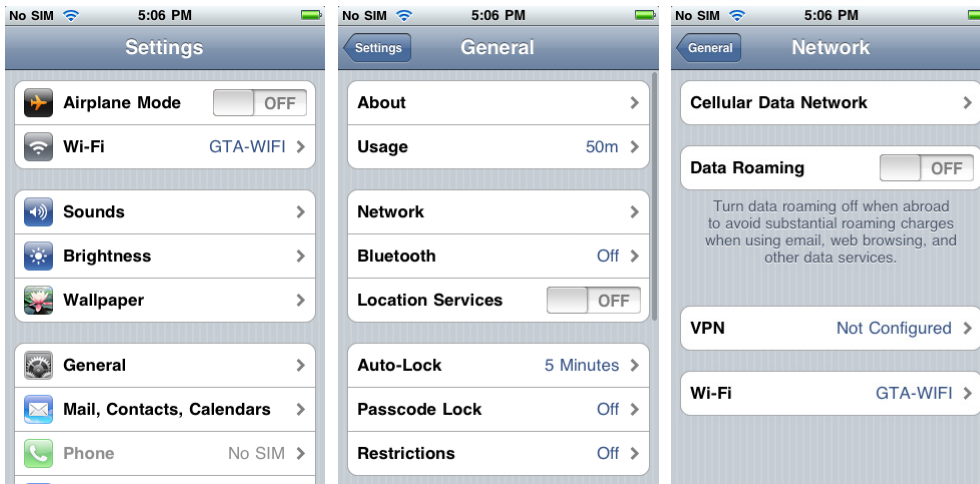 No SIM 5:06 PM
Settings
Airplane Mode OFF
Wi-Fi GTA-WIFI
Sounds
Brightness
Wallpaper
General
Mail, Contacts, Calendars
Phone No SIM
No SIM 5:06 PM
Settings General
About
Usage 50m
Network
Bluetooth Off
Location Services OFF
Auto-Lock 5 Minutes
Passcode Lock Off
Restrictions Off
No SIM 5:06 PM
General Network
Cellular Data Network
Data Roaming OFF
Turn data roaming off when abroad
to avoid substantial roaming charges
when using email, web browsing, and
other data services.
VPN Not Configured
Wi-Fi GTA-WIFI